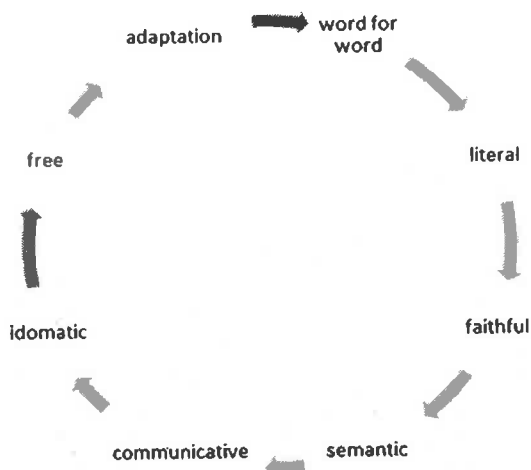 adaptation
word for
word
literal
faithful
semantic
communicative
idomatic
free